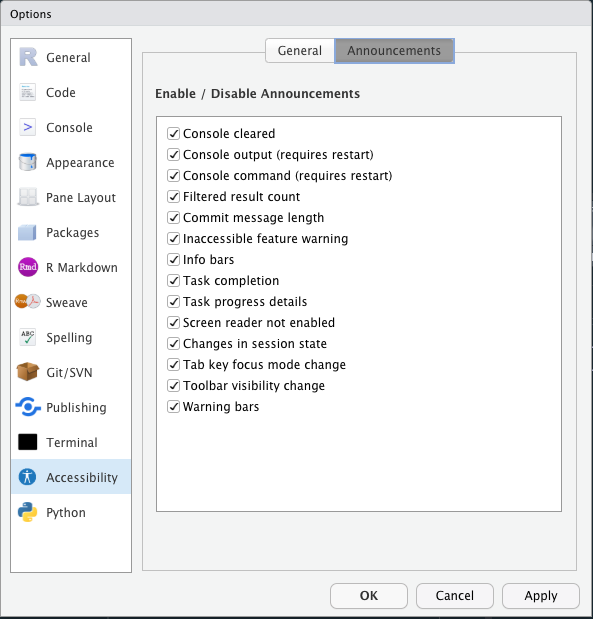 Options
General
Code
Console
Appearance
Pane Layout
Packages
Rmd R Markdown
Sweave
ABC Spelling
Git/SVN
Publishing
Terminal
Accessibility
Python
General Announcements
Enable / Disable Announcements
Console cleared
Console output (requires restart)
Console command (requires restart)
Filtered result count
Commit message length
Inaccessible feature warning
Info bars
Task completion
Task progress details
Screen reader not enabled
Changes in session state
Tab key focus mode change
Toolbar visibility change
Warning bars
OK Cancel Apply